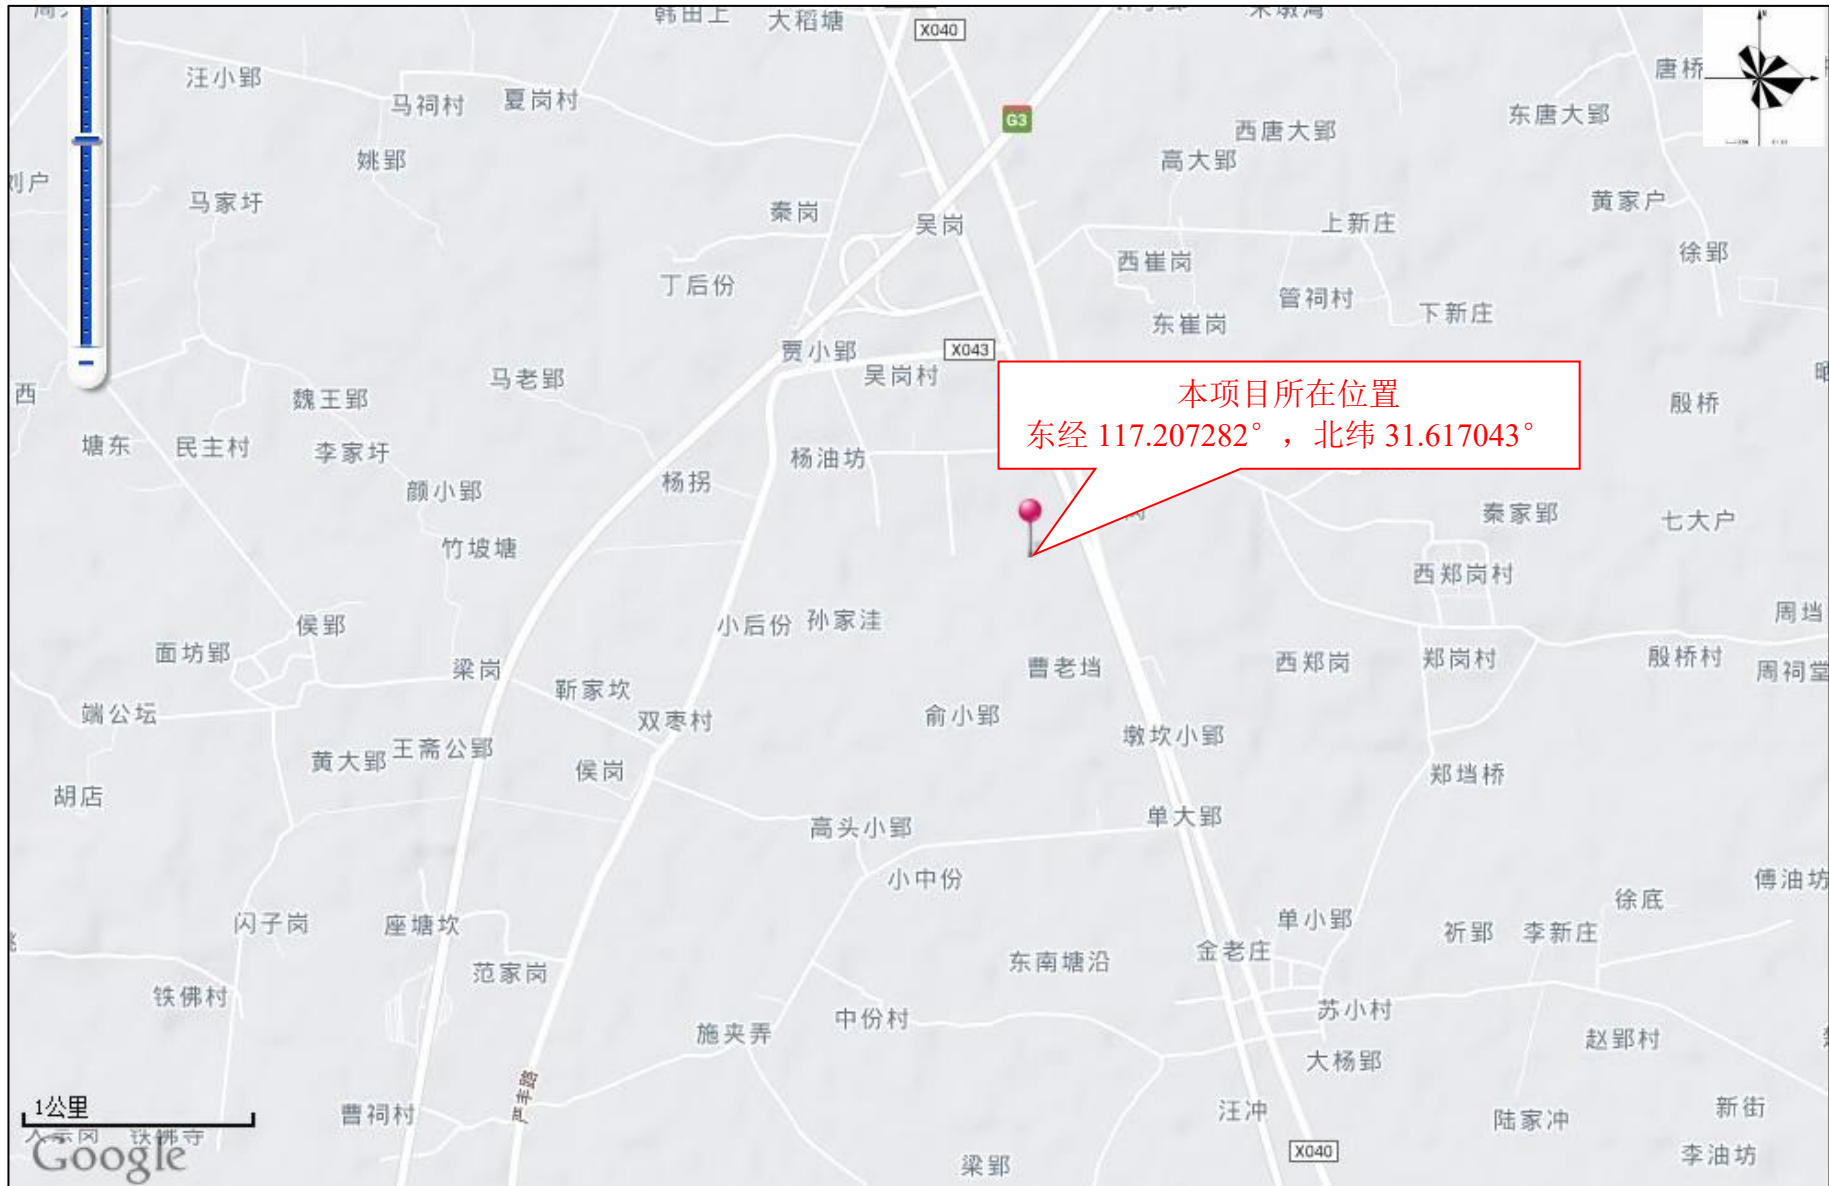 韩田上
大稻塘
X040
汪小郢
马祠村
夏岗村
G3
唐桥
东唐大郢
西唐大郢
姚郢
高大郢
刘户
马家圩
秦岗
吴岗
黄家户
上新庄
徐郢
西崔岗
丁后份
管祠村
下新庄
东崔岗
贾小郢
X043
吴岗村
马老郢
西
魏王郢
本项目所在位置
东经 117.207282°，北纬 31.617043°
殷桥
塘东
民主村
李家圩
杨油坊
杨拐
颜小郢
秦家郢
七大户
竹坡塘
西郑岗村
侯郢
小后份
孙家洼
周垱
面坊郢
梁岗
曹老垱
西郑岗
郑岗村
殷桥村
周祠堂
靳家坎
端公坛
双枣村
俞小郢
墩坎小郢
黄大郢
王斋公郢
侯岗
郑垱桥
胡店
高头小郢
单大郢
小中份
傅油坊
徐底
闪子岗
座塘坎
单小郢
祈郢
李新庄
金老庄
东南塘沿
范家岗
铁佛村
中份村
苏小村
施夹弄
赵郢村
大杨郢
严羊路
1公里
曹祠村
汪冲
陆家冲
新街
铁佛寺
Google
梁郢
X040
李油坊